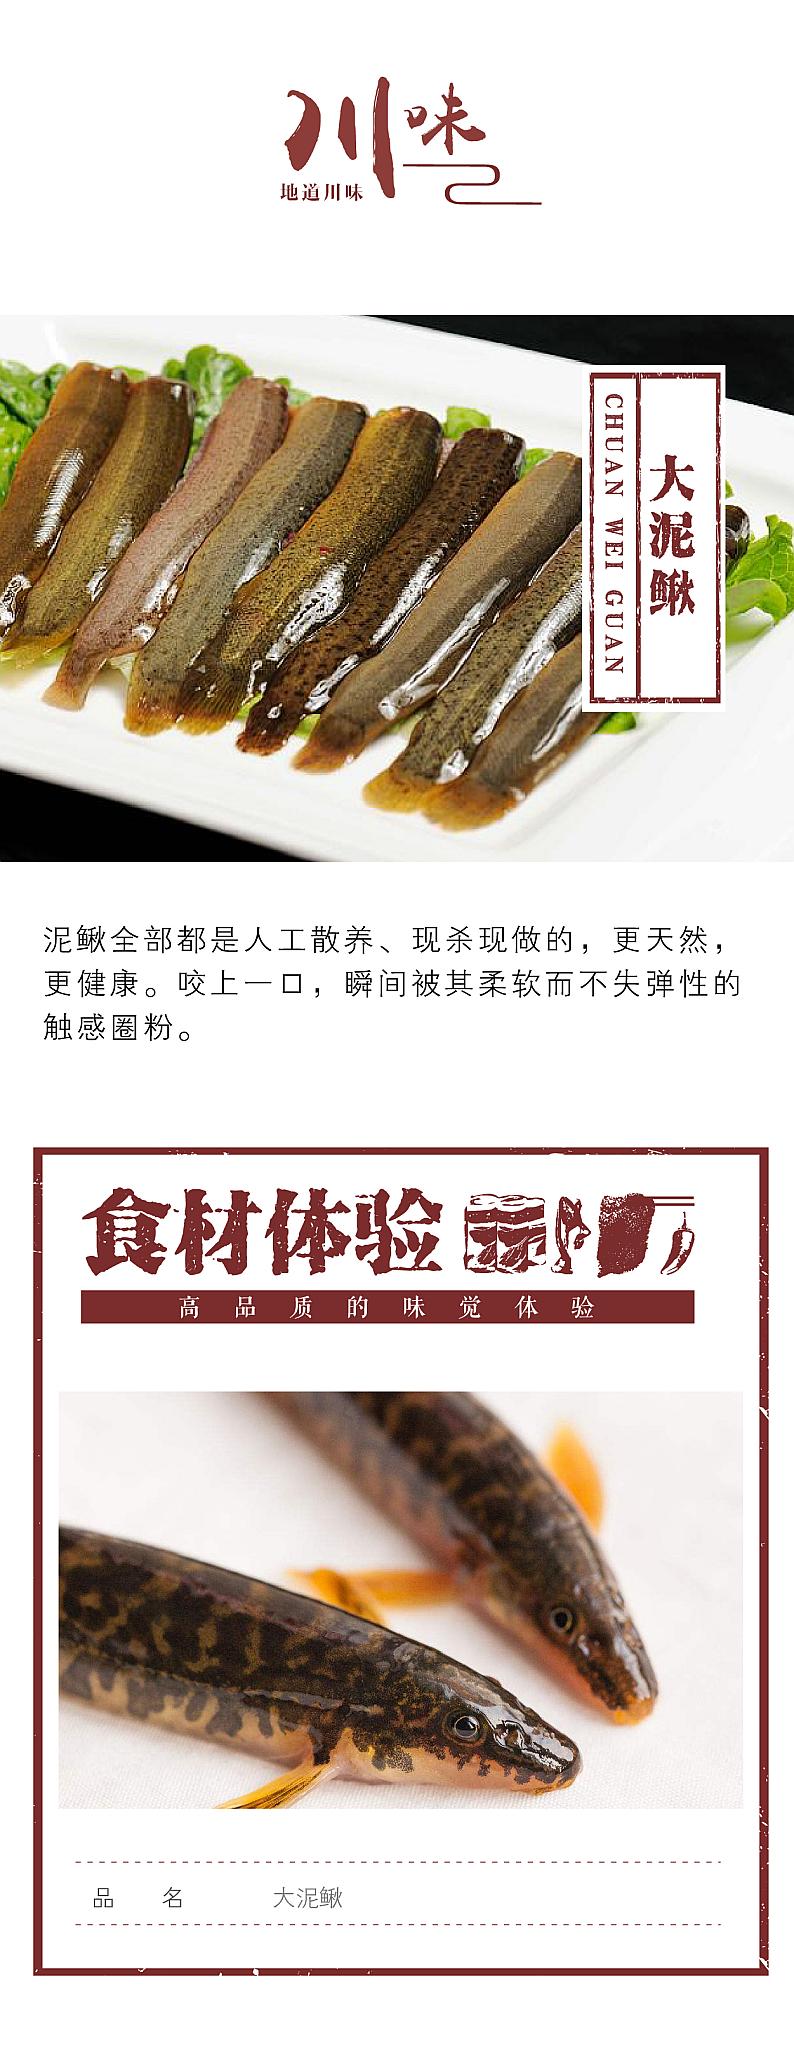 川味
地道川味
大泥鳅
CHUAN WEI GUAN
泥鳅全部都是人工散养、现杀现做的，更天然，
更健康。咬上一口，瞬间被其柔软而不失弹性的
触感圈粉。
食材体验
高品质的味觉体验
品 名 大泥鳅